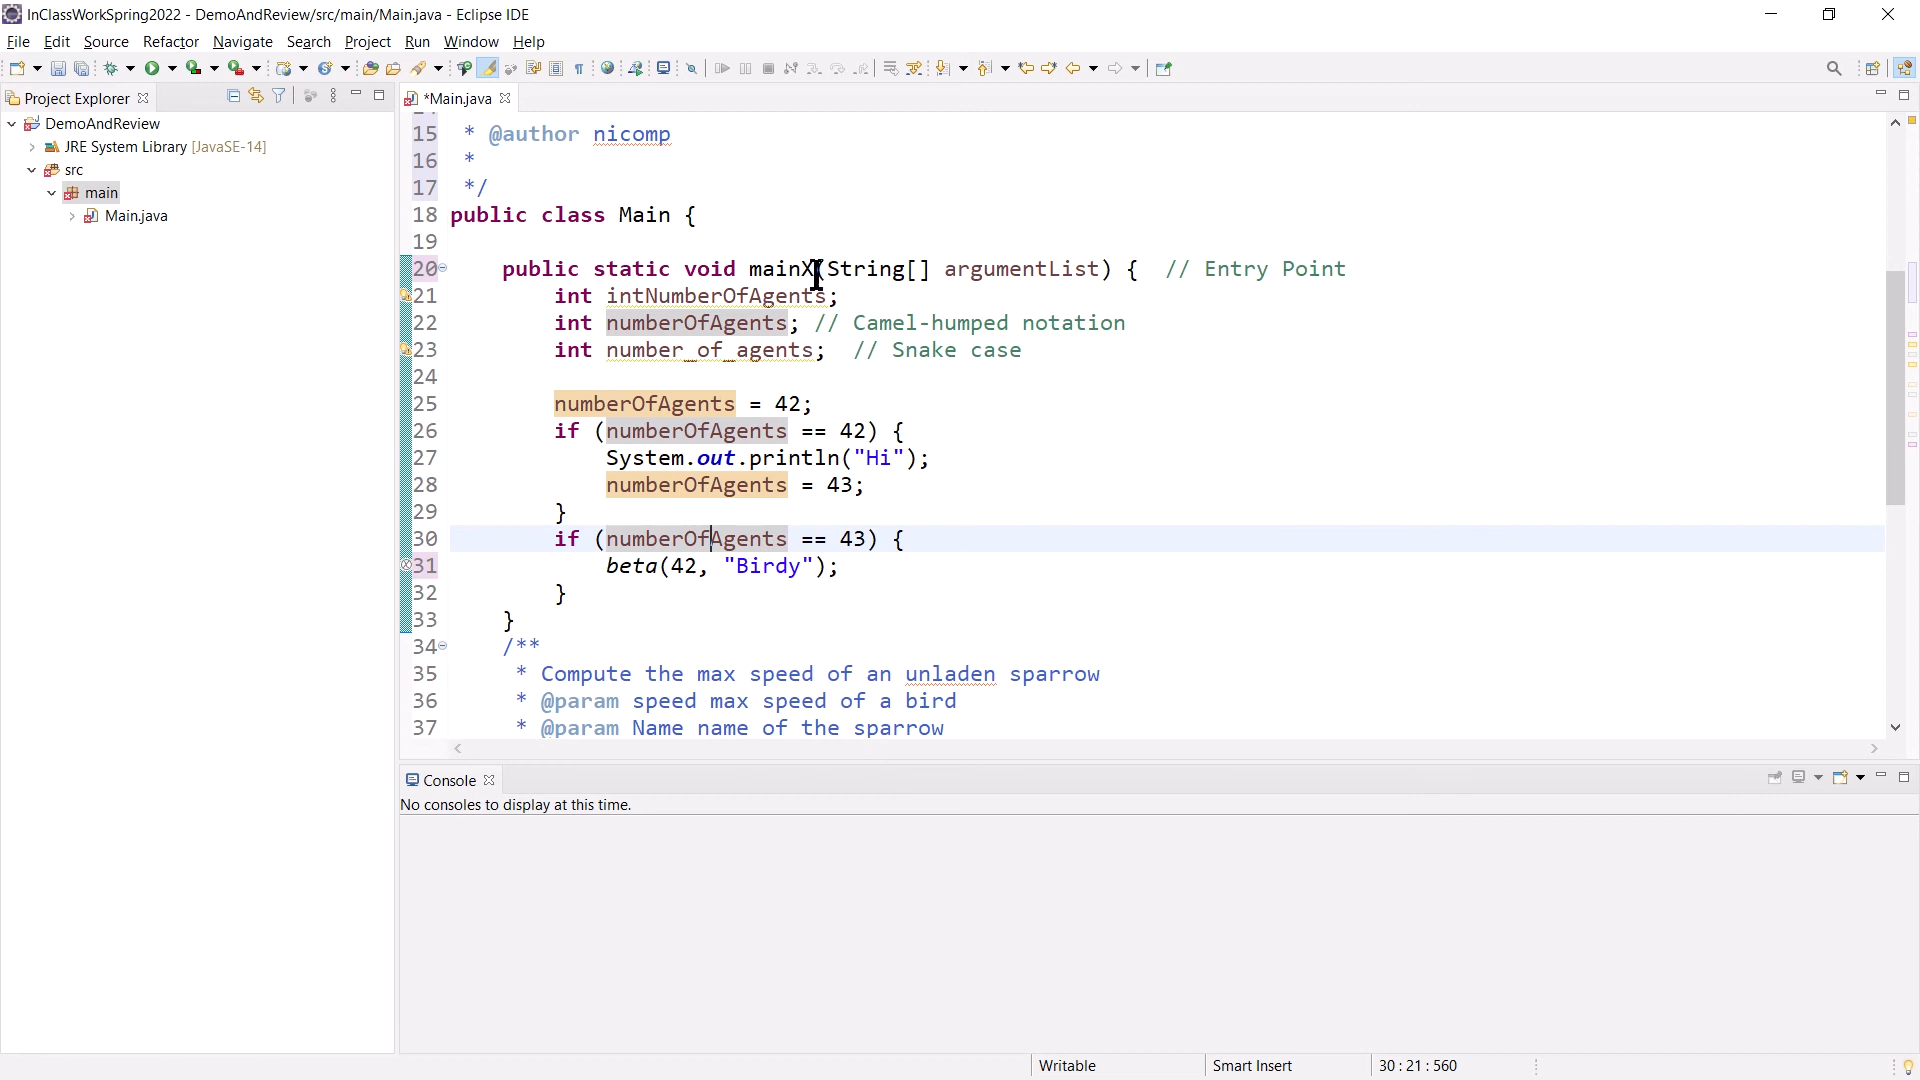 InClassWorkSpring2022 - DemoAndReview/src/main/Main.java - Eclipse IDE
File Edit Source Refactor Navigate Search Project Run Window Help
Project Explorer
DemoAndReview
JRE System Library [JavaSE-14]
src
main
Main.java
*Main.java
15 * @author nicomp
16 *
17 */
18 public class Main {
19
20 public static void mainX(String[] argumentList) { // Entry Point
21 int intNumberOfAgents;
22 int numberOfAgents; // Camel-humped notation
23 int number_of_agents; // Snake case
24
25 numberOfAgents = 42;
26 if (numberOfAgents == 42) {
27 System.out.println("Hi");
28 numberOfAgents = 43;
29 }
30 if (numberOfAgents == 43) {
31 beta(42, "Birdy");
32 }
33 }
34 /**
35 * Compute the max speed of an unladen sparrow
36 * @param speed max speed of a bird
37 * @param Name name of the sparrow
Console
No consoles to display at this time.
Writable Smart Insert 30 : 21 : 560